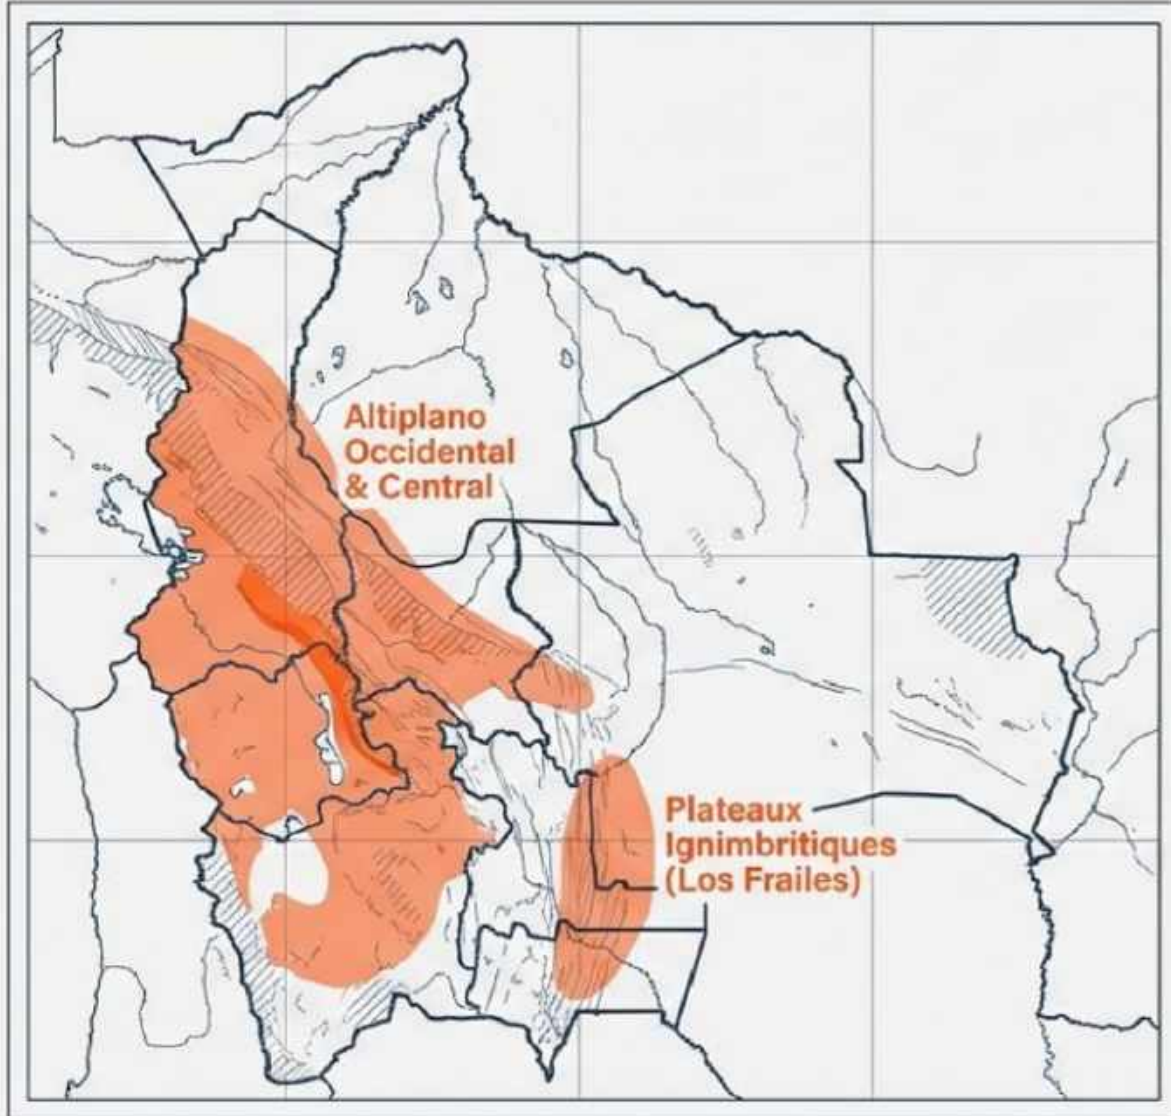 Altiplano
Occidental
& Central
Plateaux
Ignimbritiques
(Los Frailes)